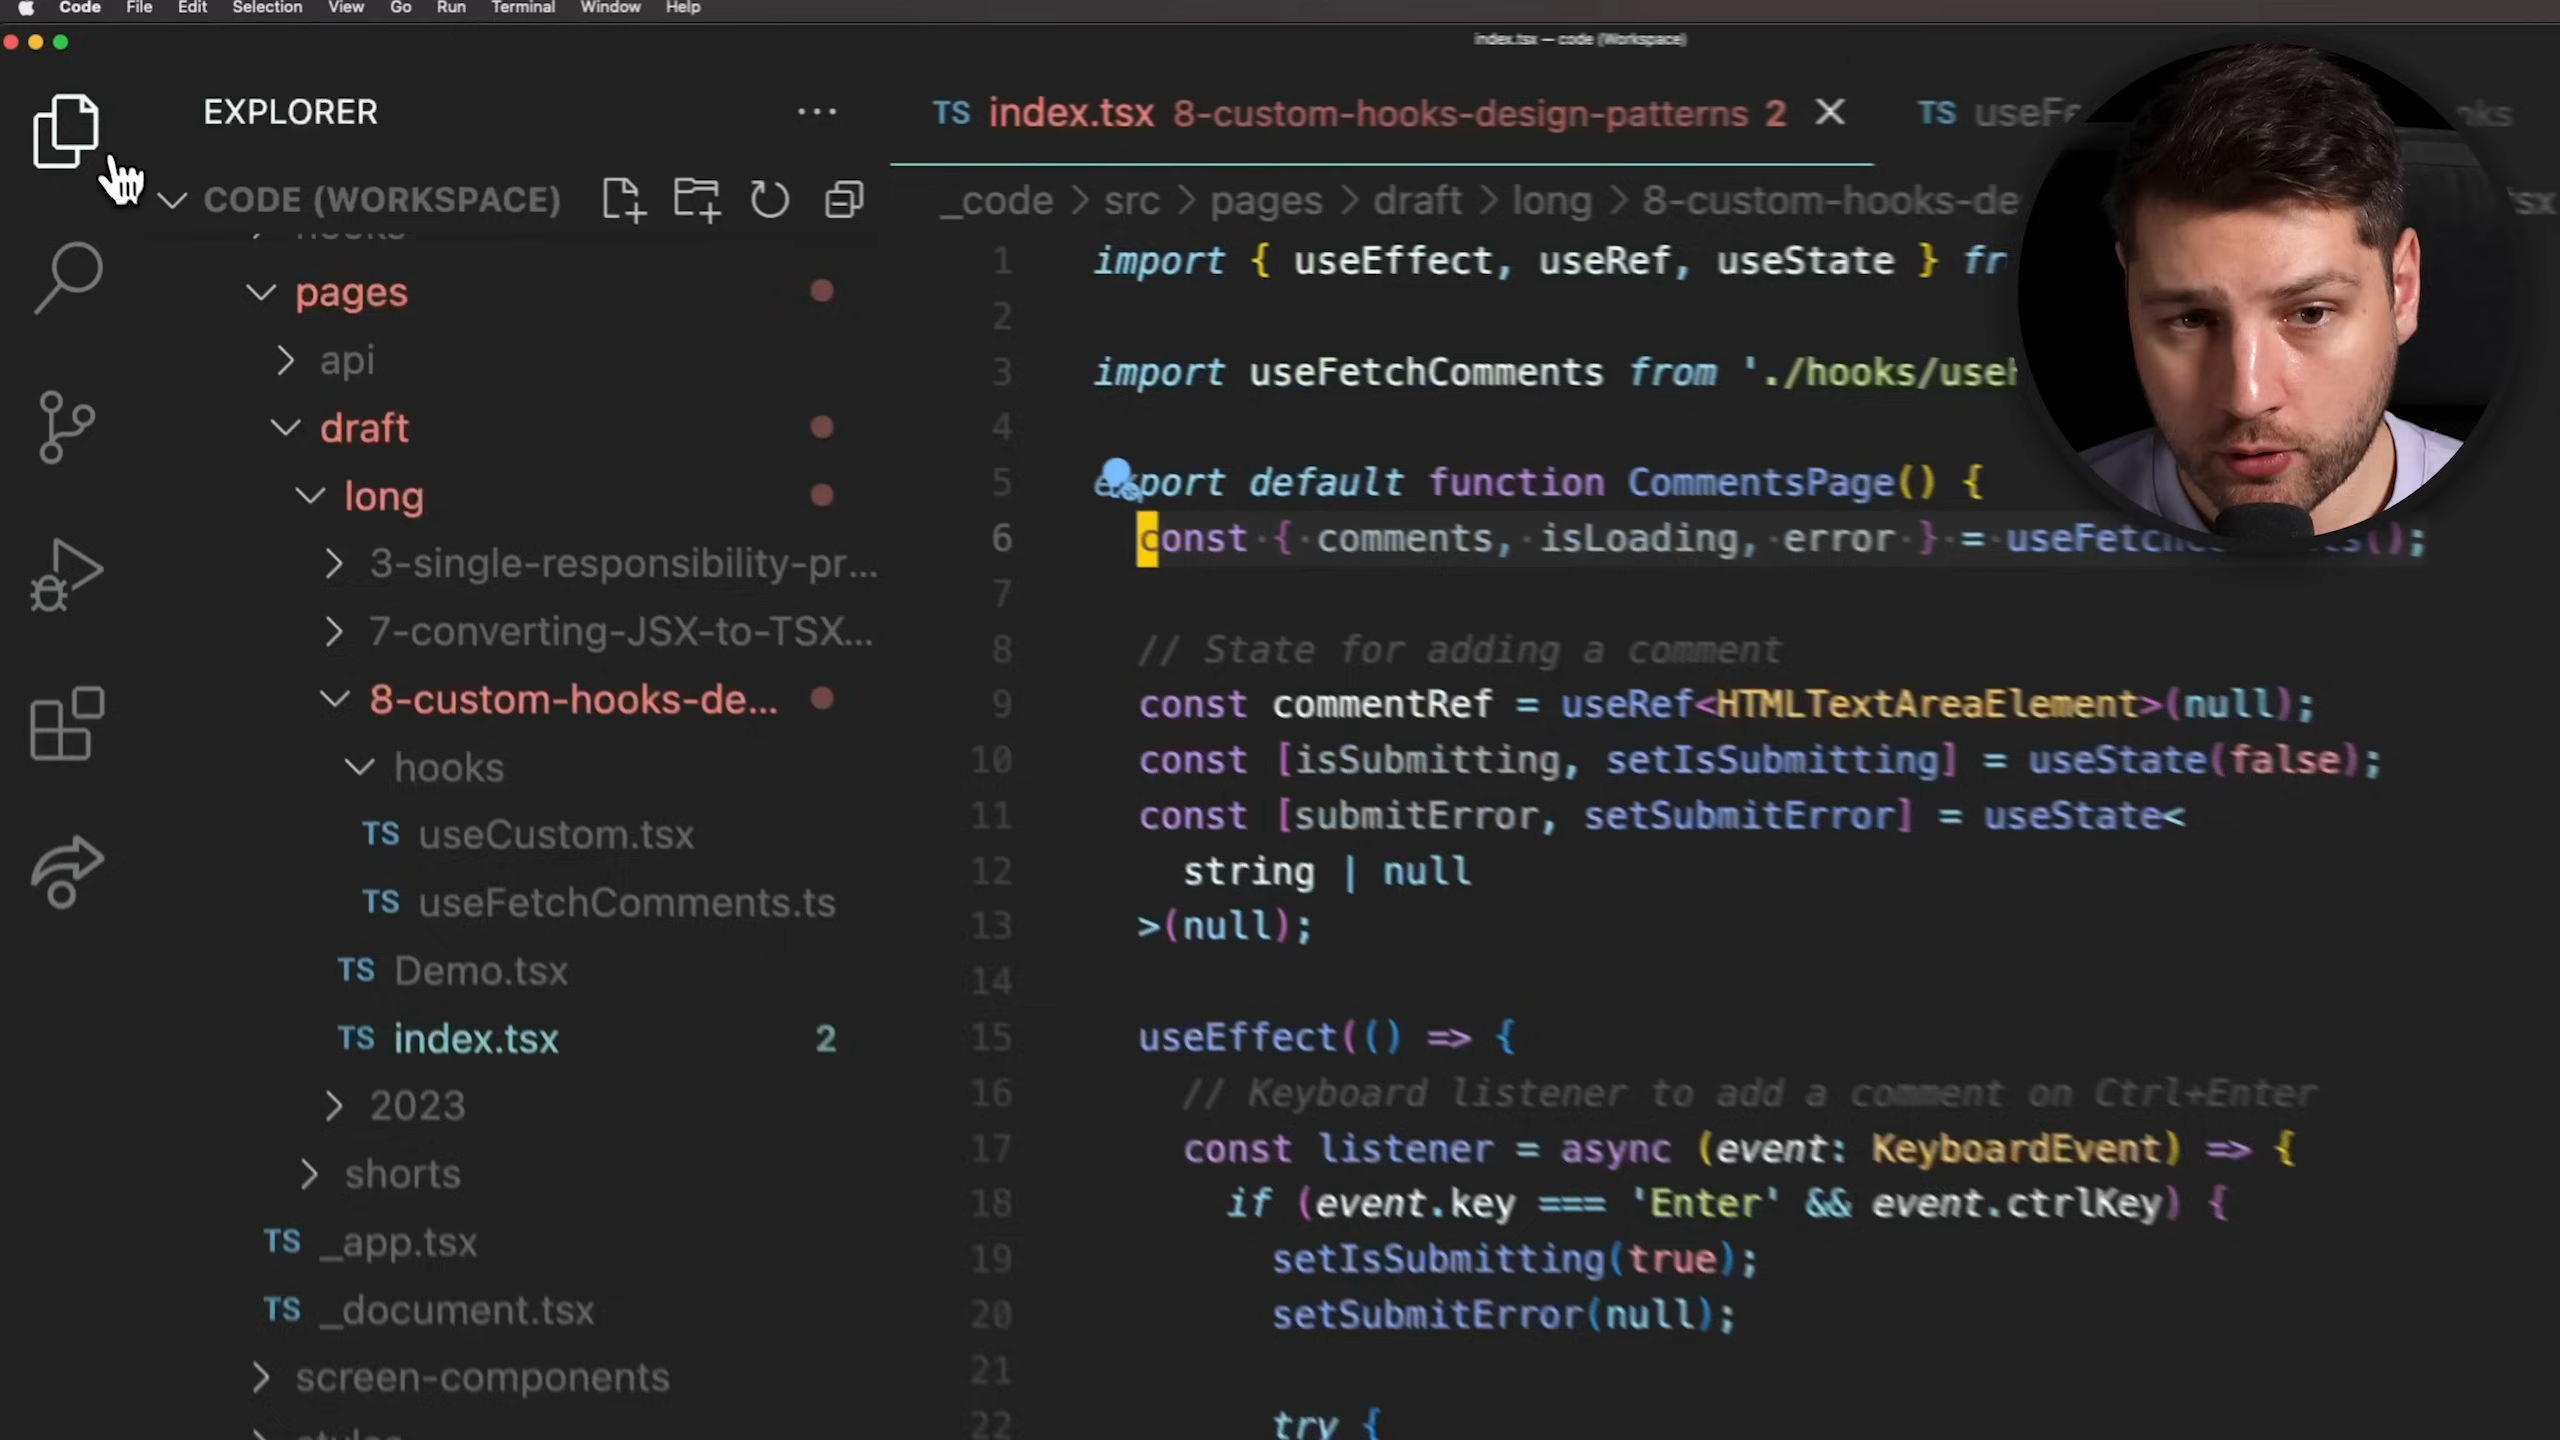 Code File Edit Selection View Go Run Terminal Window Help
index.tsx — code (Workspace)
EXPLORER
CODE (WORKSPACE)
pages
api
draft
long
3-single-responsibility-pr...
7-converting-JSX-to-TSX...
8-custom-hooks-de...
hooks
TS useCustom.tsx
TS useFetchComments.ts
TS Demo.tsx
TS index.tsx 2
2023
shorts
TS _app.tsx
TS _document.tsx
screen-components
TS index.tsx 8-custom-hooks-design-patterns 2
TS
_code > src > pages > draft > long > 8-custom-hooks-de
1 import { useEffect, useRef, useState }
2
3 import useFetchComments from './hooks/
4
5 export default function CommentsPage() {
6 const { comments, isLoading, error } =
7
8 // State for adding a comment
9 const commentRef = useRef<HTMLTextAreaElement>(null);
10 const [isSubmitting, setIsSubmitting] = useState(false);
11 const [submitError, setSubmitError] = useState<
12 string | null
13 >(null);
14
15 useEffect(() => {
16 // Keyboard listener to add a comment on Ctrl+Enter
17 const listener = async (event: KeyboardEvent) => {
18 if (event.key === 'Enter' && event.ctrlKey) {
19 setIsSubmitting(true);
20 setSubmitError(null);
21
22 try {